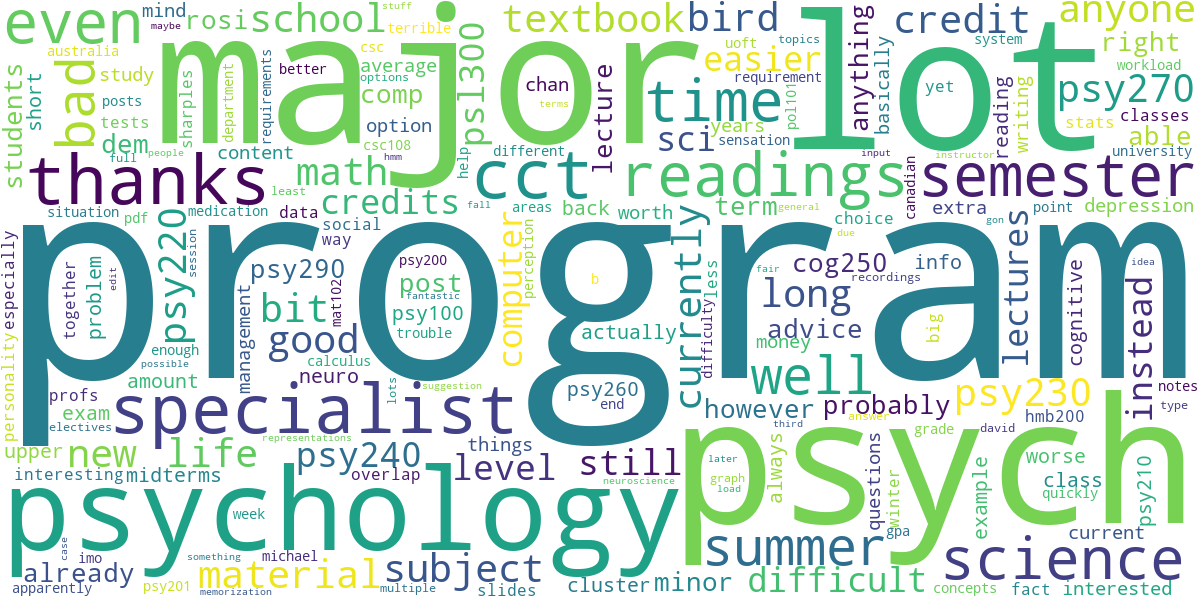 even mind maybe rosi school stuff terrible textbook bird credit anyone
australia major lot
csc uoft topics system right
bad study requirements better average easier requirement anything basically workload
students short posts sharples department options comp chan terms psy1300 lecture sci time yet psy270
tests option years pol101 stats classes
dem csc108 sensation reading writing able
content full people math hmm help different input university instructor
thanks least cct readings semester
credits fall areas back worth term general choice canadian extra point depression
situation pdf medication data social way
especially program due gon
psy220 session psy200 computer perception currently fair cog250 info lectures idea
together problem edit psy290 mat102 post fantastic b less recordings
management bit psy100 trouble actually long cognitive instead
personality enough possible good calculus difficulty money advice big
amount neuro lots suggestion psy260 end well psy230 notes type
profs exam specialist however probably hmb200
electives answer third grade david
upper new life representations things always questions worse
interesting midterms psy240 overlap level still neuroscience later graph load psych example class psy210 quickly
psychology week winter
case imo something michael summer gpa current
already material subject cluster minor difficult science
apparently psy201 memorization multiple slides concepts fact interested